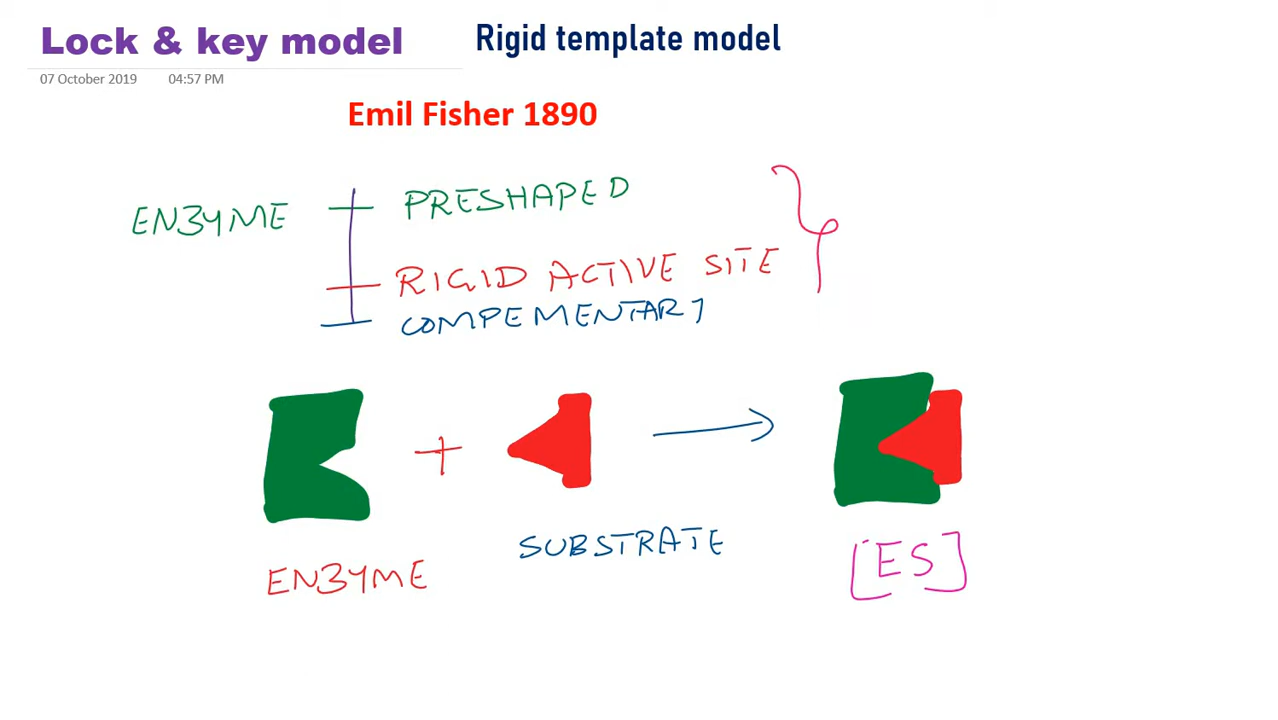 Lock & key model
Rigid template model
07 October 2019 04:57 PM
Emil Fisher 1890
ENZYME
PRESHAPED
RIGID ACTIVE SITE
COMPEMENTARY
+
SUBSTRATE
ENZYME
[ES]